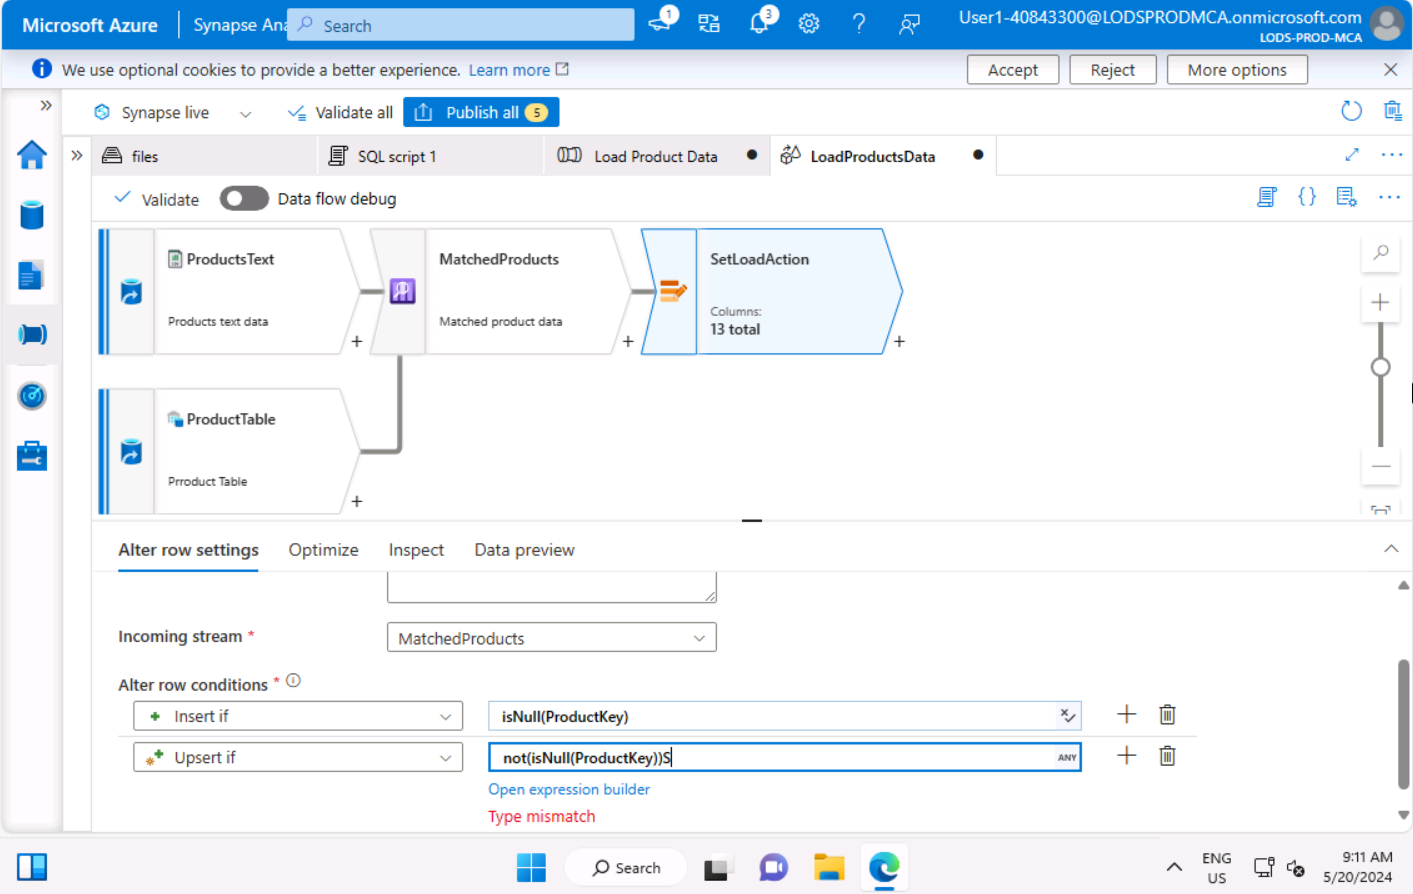 Microsoft Azure
Synapse Ana
Search
1
3
User1-40843300@LODSPRODMCA.onmicrosoft.com
LODS-PROD-MCA
We use optional cookies to provide a better experience. Learn more
Accept
Reject
More options
Synapse live
Validate all
Publish all 5
files
SQL script 1
Load Product Data
LoadProductsData
Validate
Data flow debug
ProductsText
Products text data
MatchedProducts
Matched product data
SetLoadAction
Columns:
13 total
ProductTable
Prroduct Table
Alter row settings
Optimize
Inspect
Data preview
Incoming stream *
MatchedProducts
Alter row conditions *
Insert if
isNull(ProductKey)
Upsert if
not(isNull(ProductKey))S
ANY
Open expression builder
Type mismatch
Search
ENG
US
9:11 AM
5/20/2024